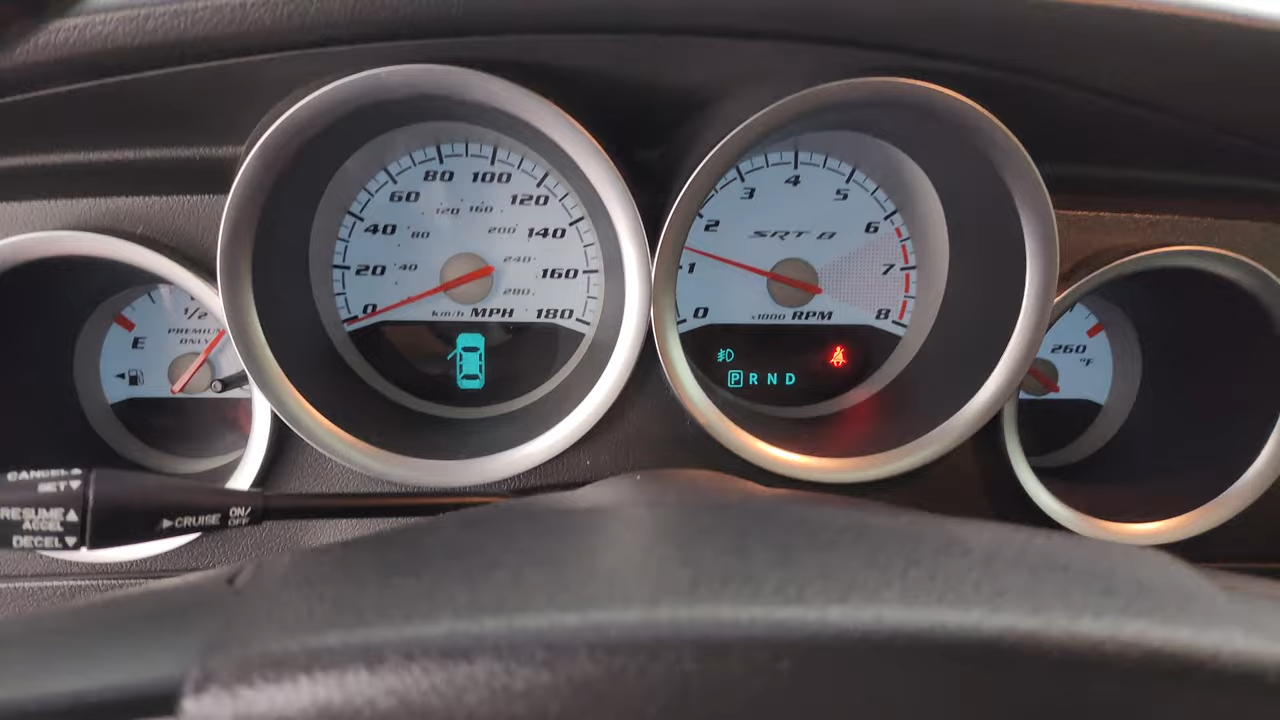 1/2
PREMIUM
ONLY
E
0
20
40
60
80
100
120
140
160
180
40
80
120
160
200
240
280
km/h MPH
0
1
2
3
4
5
6
7
8
SRT 8
x1000 RPM
P R N D
260
°F
CANCEL▲
SET▼
RESUME▲
ACCEL
DECEL▼
▶CRUISE ON/
OFF